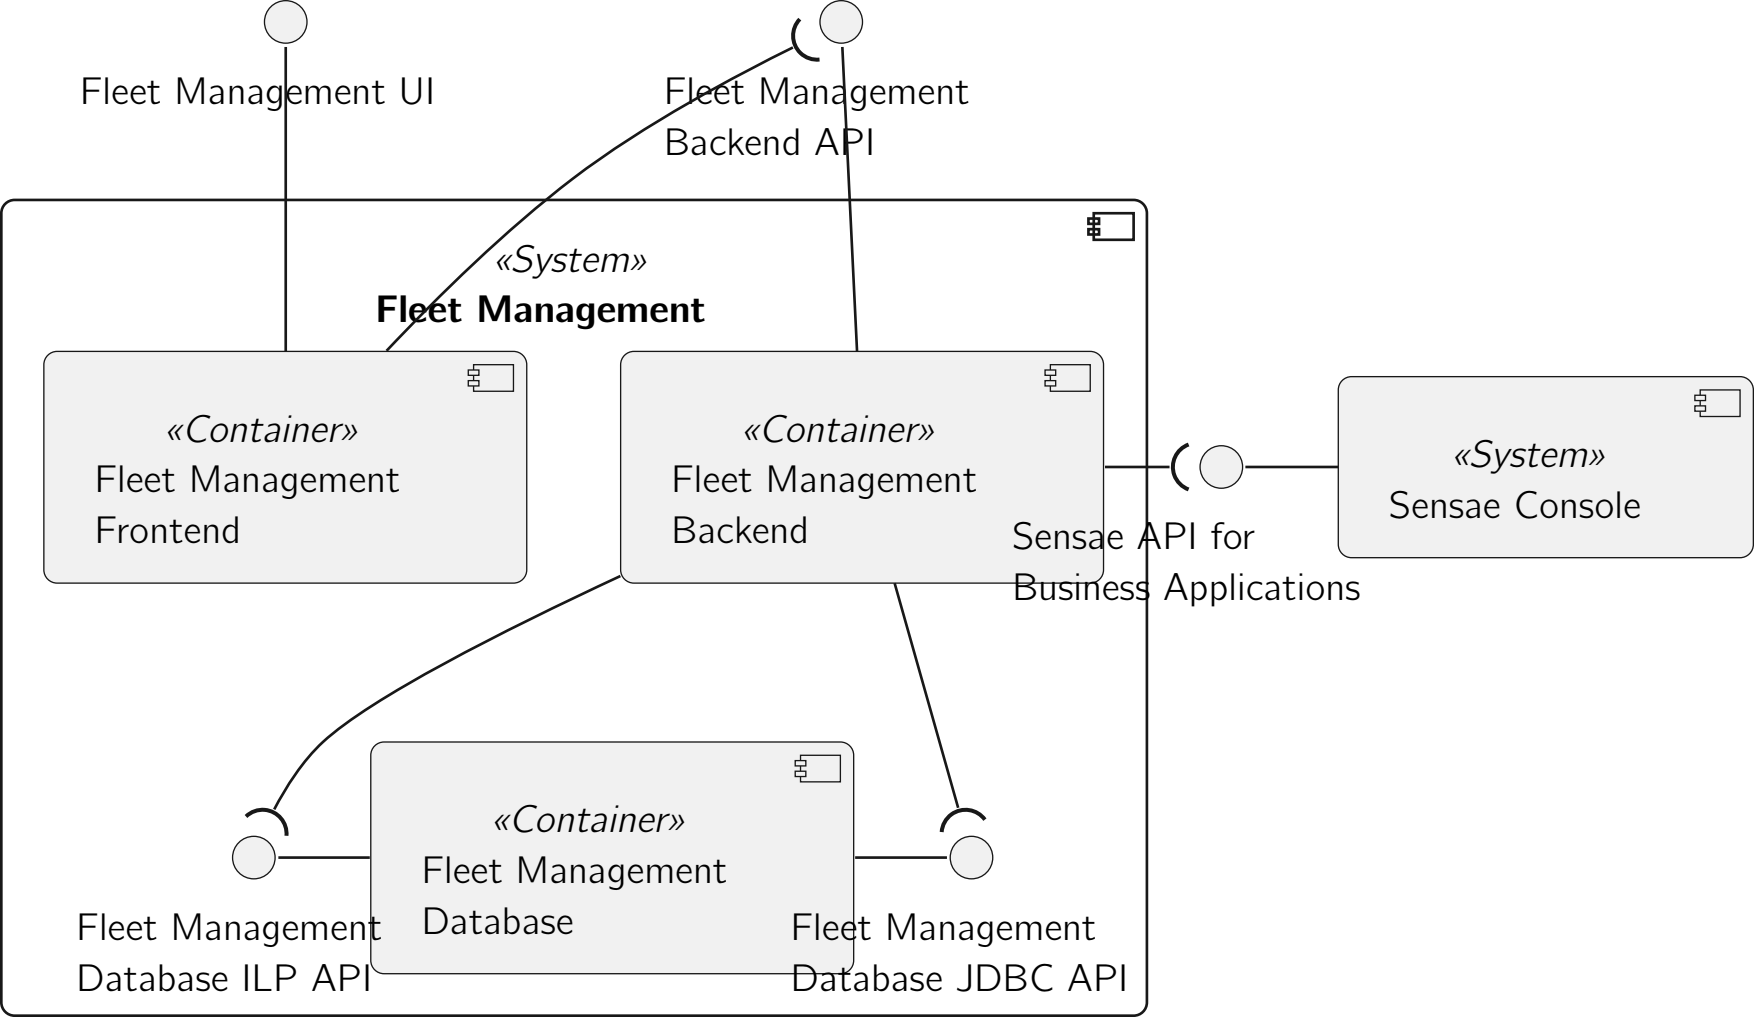 Fleet Management UI
Fleet Management
Backend API
«System»
Fleet Management
«Container»
Fleet Management
Frontend
«Container»
Fleet Management
Backend
«System»
Sensae Console
Sensae API for
Business Applications
«Container»
Fleet Management
Database
Fleet Management
Database ILP API
Fleet Management
Database JDBC API